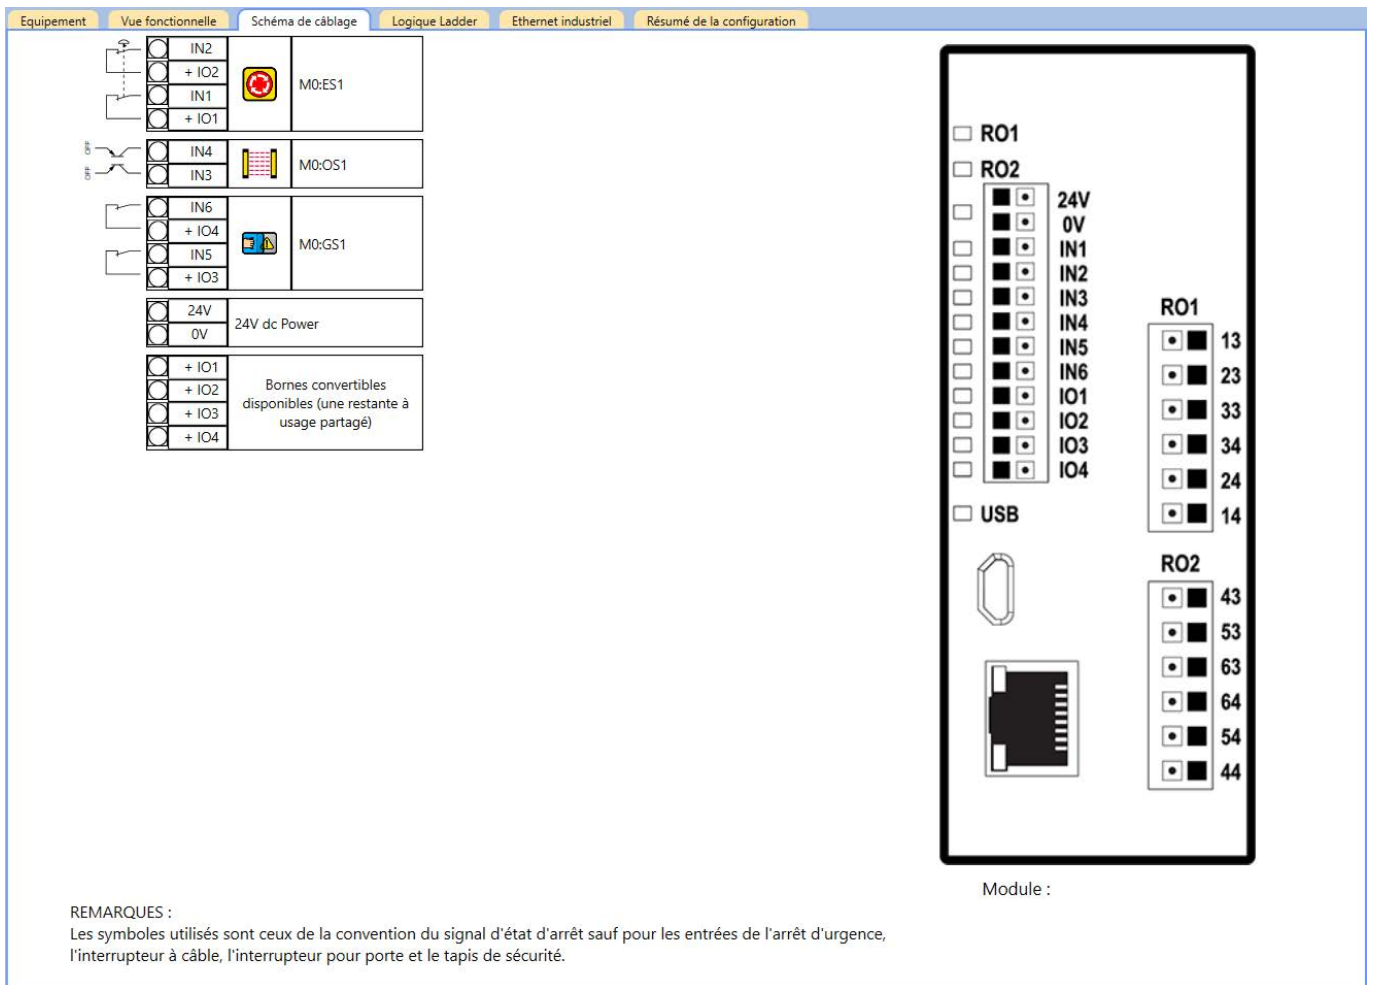 Equipement Vue fonctionnelle Schéma de câblage Logique Ladder Ethernet industriel Résumé de la configuration
IN2
+ IO2
IN1
+ IO1
M0:ES1
OFF
OFF
IN4
IN3
M0:OS1
IN6
+ IO4
IN5
+ IO3
M0:GS1
24V
0V
24V dc Power
+ IO1
+ IO2
+ IO3
+ IO4
Bornes convertibles
disponibles (une restante à
usage partagé)
RO1
RO2
24V
0V
IN1
IN2
IN3
IN4
IN5
IN6
IO1
IO2
IO3
IO4
USB
RO1
13
23
33
34
24
14
RO2
43
53
63
64
54
44
Module :
REMARQUES :
Les symboles utilisés sont ceux de la convention du signal d'état d'arrêt sauf pour les entrées de l'arrêt d'urgence,
l'interrupteur à câble, l'interrupteur pour porte et le tapis de sécurité.